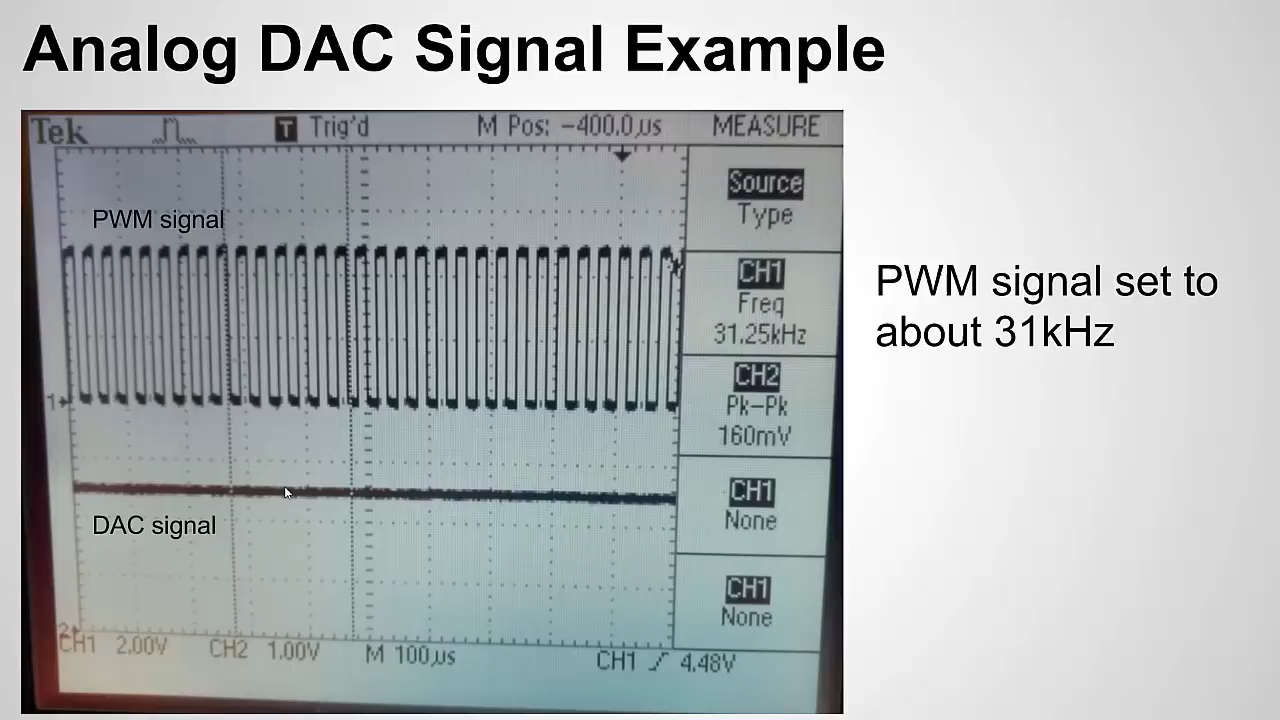 Analog DAC Signal Example
Tek T Trig'd M Pos: -400.0µs MEASURE
Source
Type
PWM signal
CH1
Freq
31.25kHz
PWM signal set to
about 31kHz
1
CH2
Pk-Pk
160mV
CH1
None
DAC signal
CH1
None
2
CH1 2.00V CH2 1.00V M 100µs CH1 4.48V